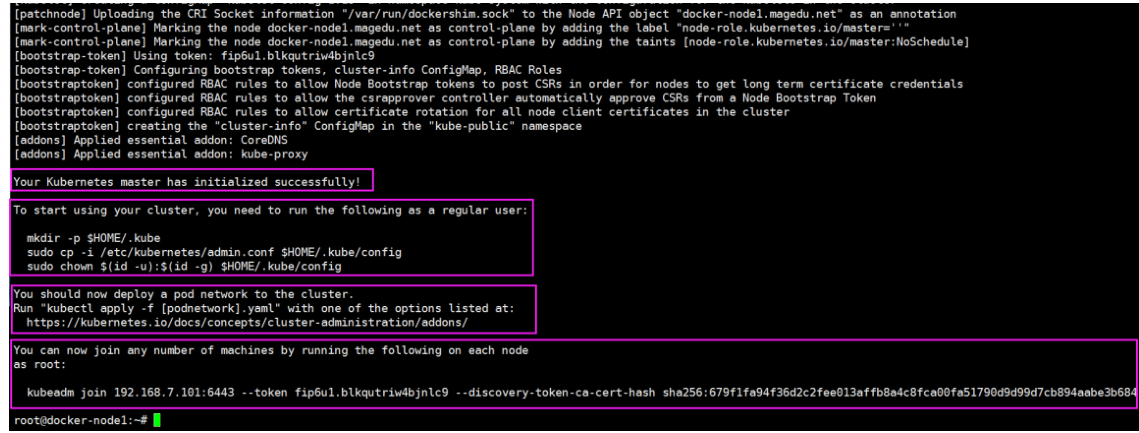 [patchnode] Uploading the CRI Socket information "/var/run/dockershim.sock" to the Node API object "docker-node1.magedu.net" as an annotation
[mark-control-plane] Marking the node docker-node1.magedu.net as control-plane by adding the label "node-role.kubernetes.io/master=''"
[mark-control-plane] Marking the node docker-node1.magedu.net as control-plane by adding the taints [node-role.kubernetes.io/master:NoSchedule]
[bootstrap-token] Using token: fip6u1.blkqutriw4bjnlc9
[bootstrap-token] Configuring bootstrap tokens, cluster-info ConfigMap, RBAC Roles
[bootstraptoken] configured RBAC rules to allow Node Bootstrap tokens to post CSRs in order for nodes to get long term certificate credentials
[bootstraptoken] configured RBAC rules to allow the csrapprover controller automatically approve CSRs from a Node Bootstrap Token
[bootstraptoken] configured RBAC rules to allow certificate rotation for all node client certificates in the cluster
[bootstraptoken] creating the "cluster-info" ConfigMap in the "kube-public" namespace
[addons] Applied essential addon: CoreDNS
[addons] Applied essential addon: kube-proxy
Your Kubernetes master has initialized successfully!
To start using your cluster, you need to run the following as a regular user:
mkdir -p $HOME/.kube
sudo cp -i /etc/kubernetes/admin.conf $HOME/.kube/config
sudo chown $(id -u):$(id -g) $HOME/.kube/config
You should now deploy a pod network to the cluster.
Run "kubectl apply -f [podnetwork].yaml" with one of the options listed at:
https://kubernetes.io/docs/concepts/cluster-administration/addons/
You can now join any number of machines by running the following on each node
as root:
kubeadm join 192.168.7.101:6443 --token fip6u1.blkqutriw4bjnlc9 --discovery-token-ca-cert-hash sha256:679f1fa94f36d2c2fee013affb8a4c8fca00fa51790d9d99d7cb894aabe3b684
root@docker-node1:~#